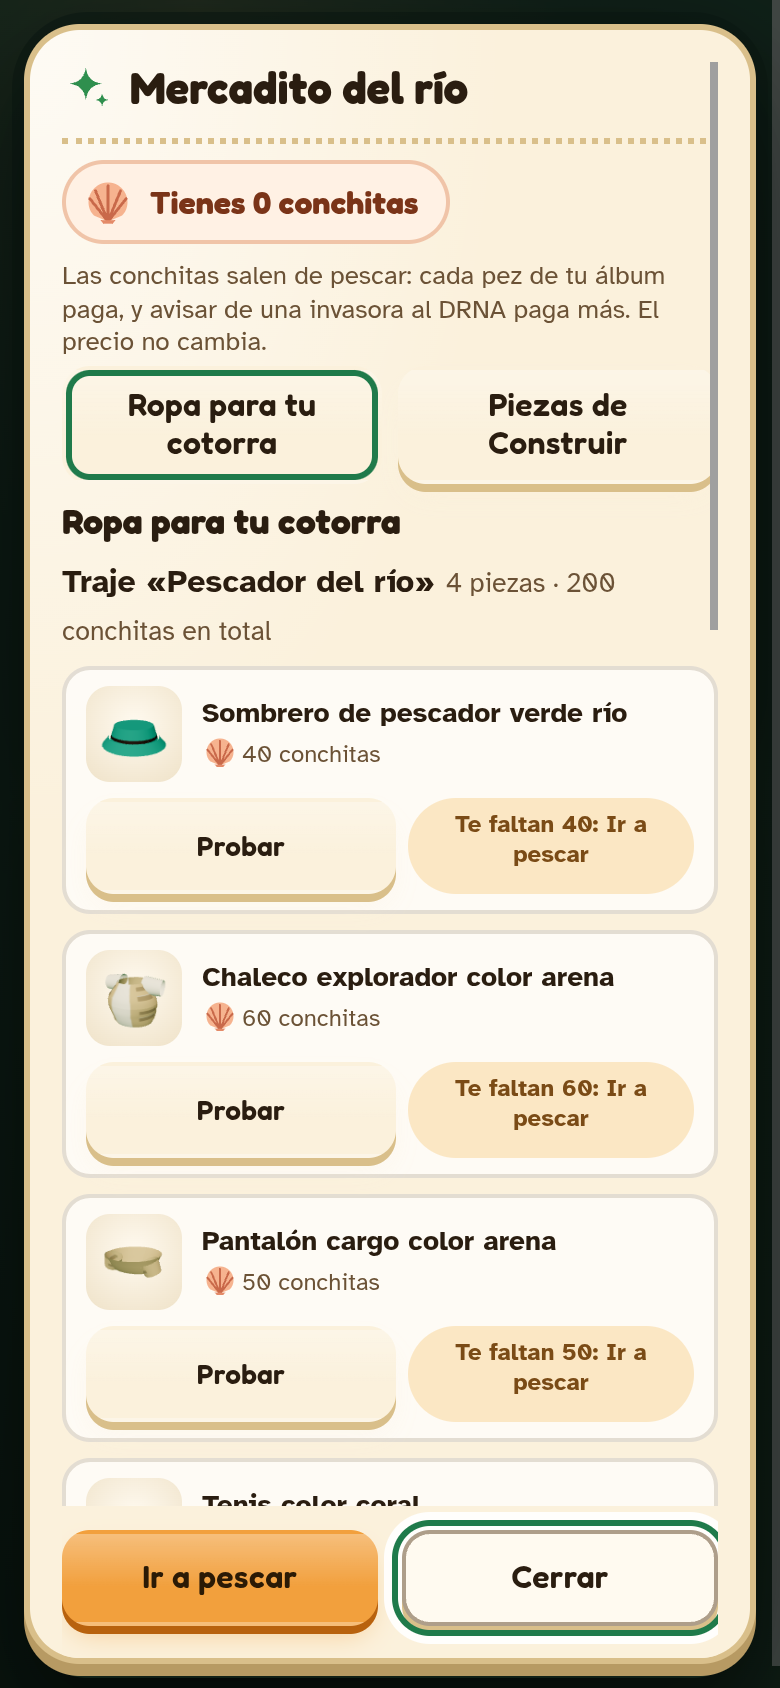 Mercadito del río
Tienes 0 conchitas
Las conchitas salen de pescar: cada pez de tu álbum
paga, y avisar de una invasora al DRNA paga más. El
precio no cambia.
Ropa para tu
cotorra
Piezas de
Construir
Ropa para tu cotorra
Traje «Pescador del río» 4 piezas · 200
conchitas en total
Sombrero de pescador verde río
40 conchitas
Probar
Te faltan 40: Ir a
pescar
Chaleco explorador color arena
60 conchitas
Probar
Te faltan 60: Ir a
pescar
Pantalón cargo color arena
50 conchitas
Probar
Te faltan 50: Ir a
pescar
Tenis color coral
Ir a pescar
Cerrar